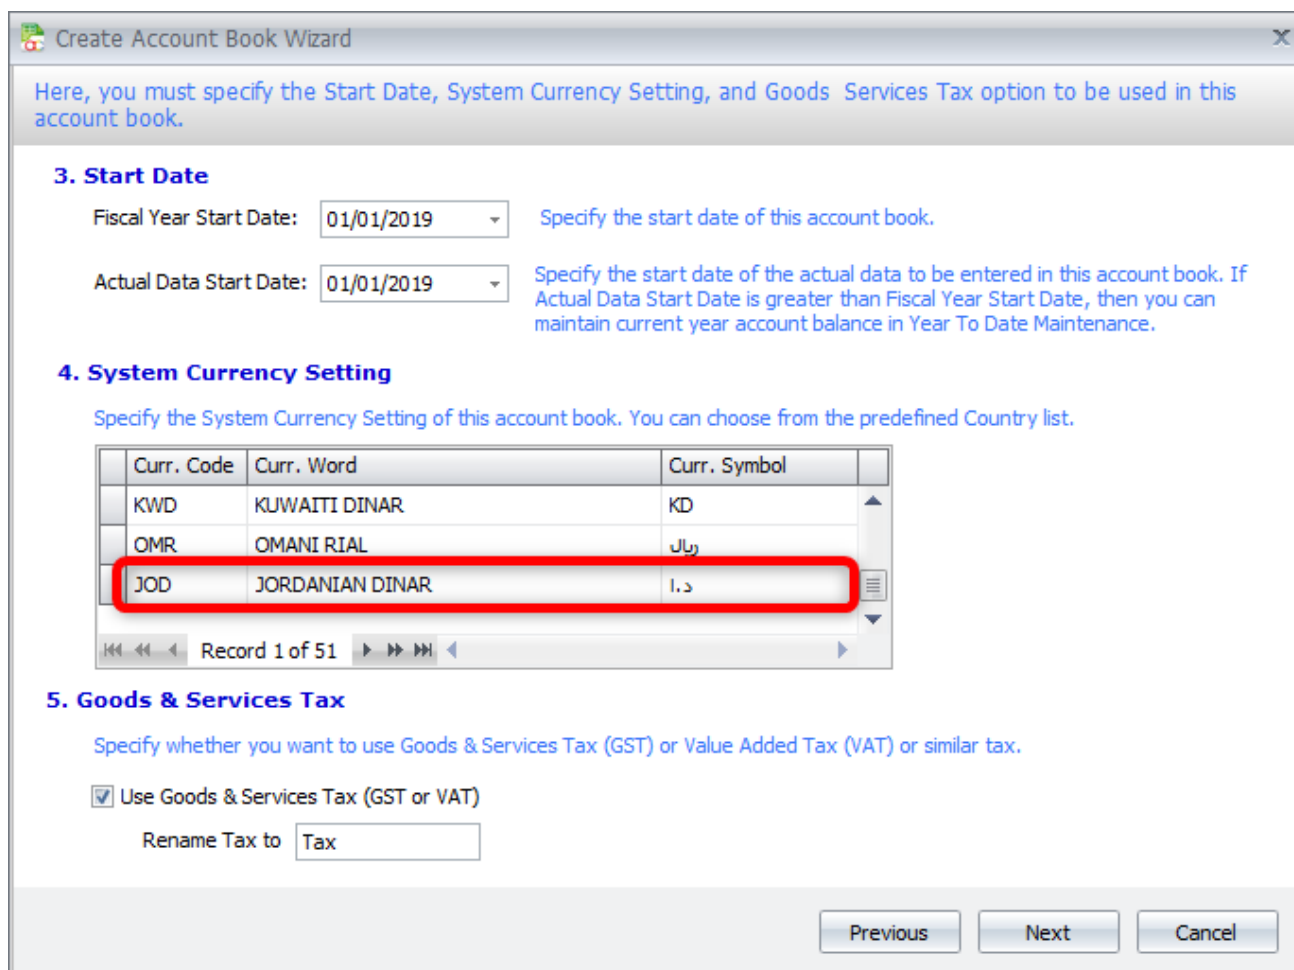 Create Account Book Wizard
Here, you must specify the Start Date, System Currency Setting, and Goods  Services Tax option to be used in this
account book.
3. Start Date
Fiscal Year Start Date: 01/01/2019 Specify the start date of this account book.
Actual Data Start Date: 01/01/2019 Specify the start date of the actual data to be entered in this account book. If
Actual Data Start Date is greater than Fiscal Year Start Date, then you can
maintain current year account balance in Year To Date Maintenance.
4. System Currency Setting
Specify the System Currency Setting of this account book. You can choose from the predefined Country list.
Curr. Code Curr. Word Curr. Symbol
KWD KUWAITI DINAR KD
OMR OMANI RIAL ريال
JOD JORDANIAN DINAR د.ا
Record 1 of 51
5. Goods & Services Tax
Specify whether you want to use Goods & Services Tax (GST) or Value Added Tax (VAT) or similar tax.
Use Goods & Services Tax (GST or VAT)
Rename Tax to Tax
Previous Next Cancel